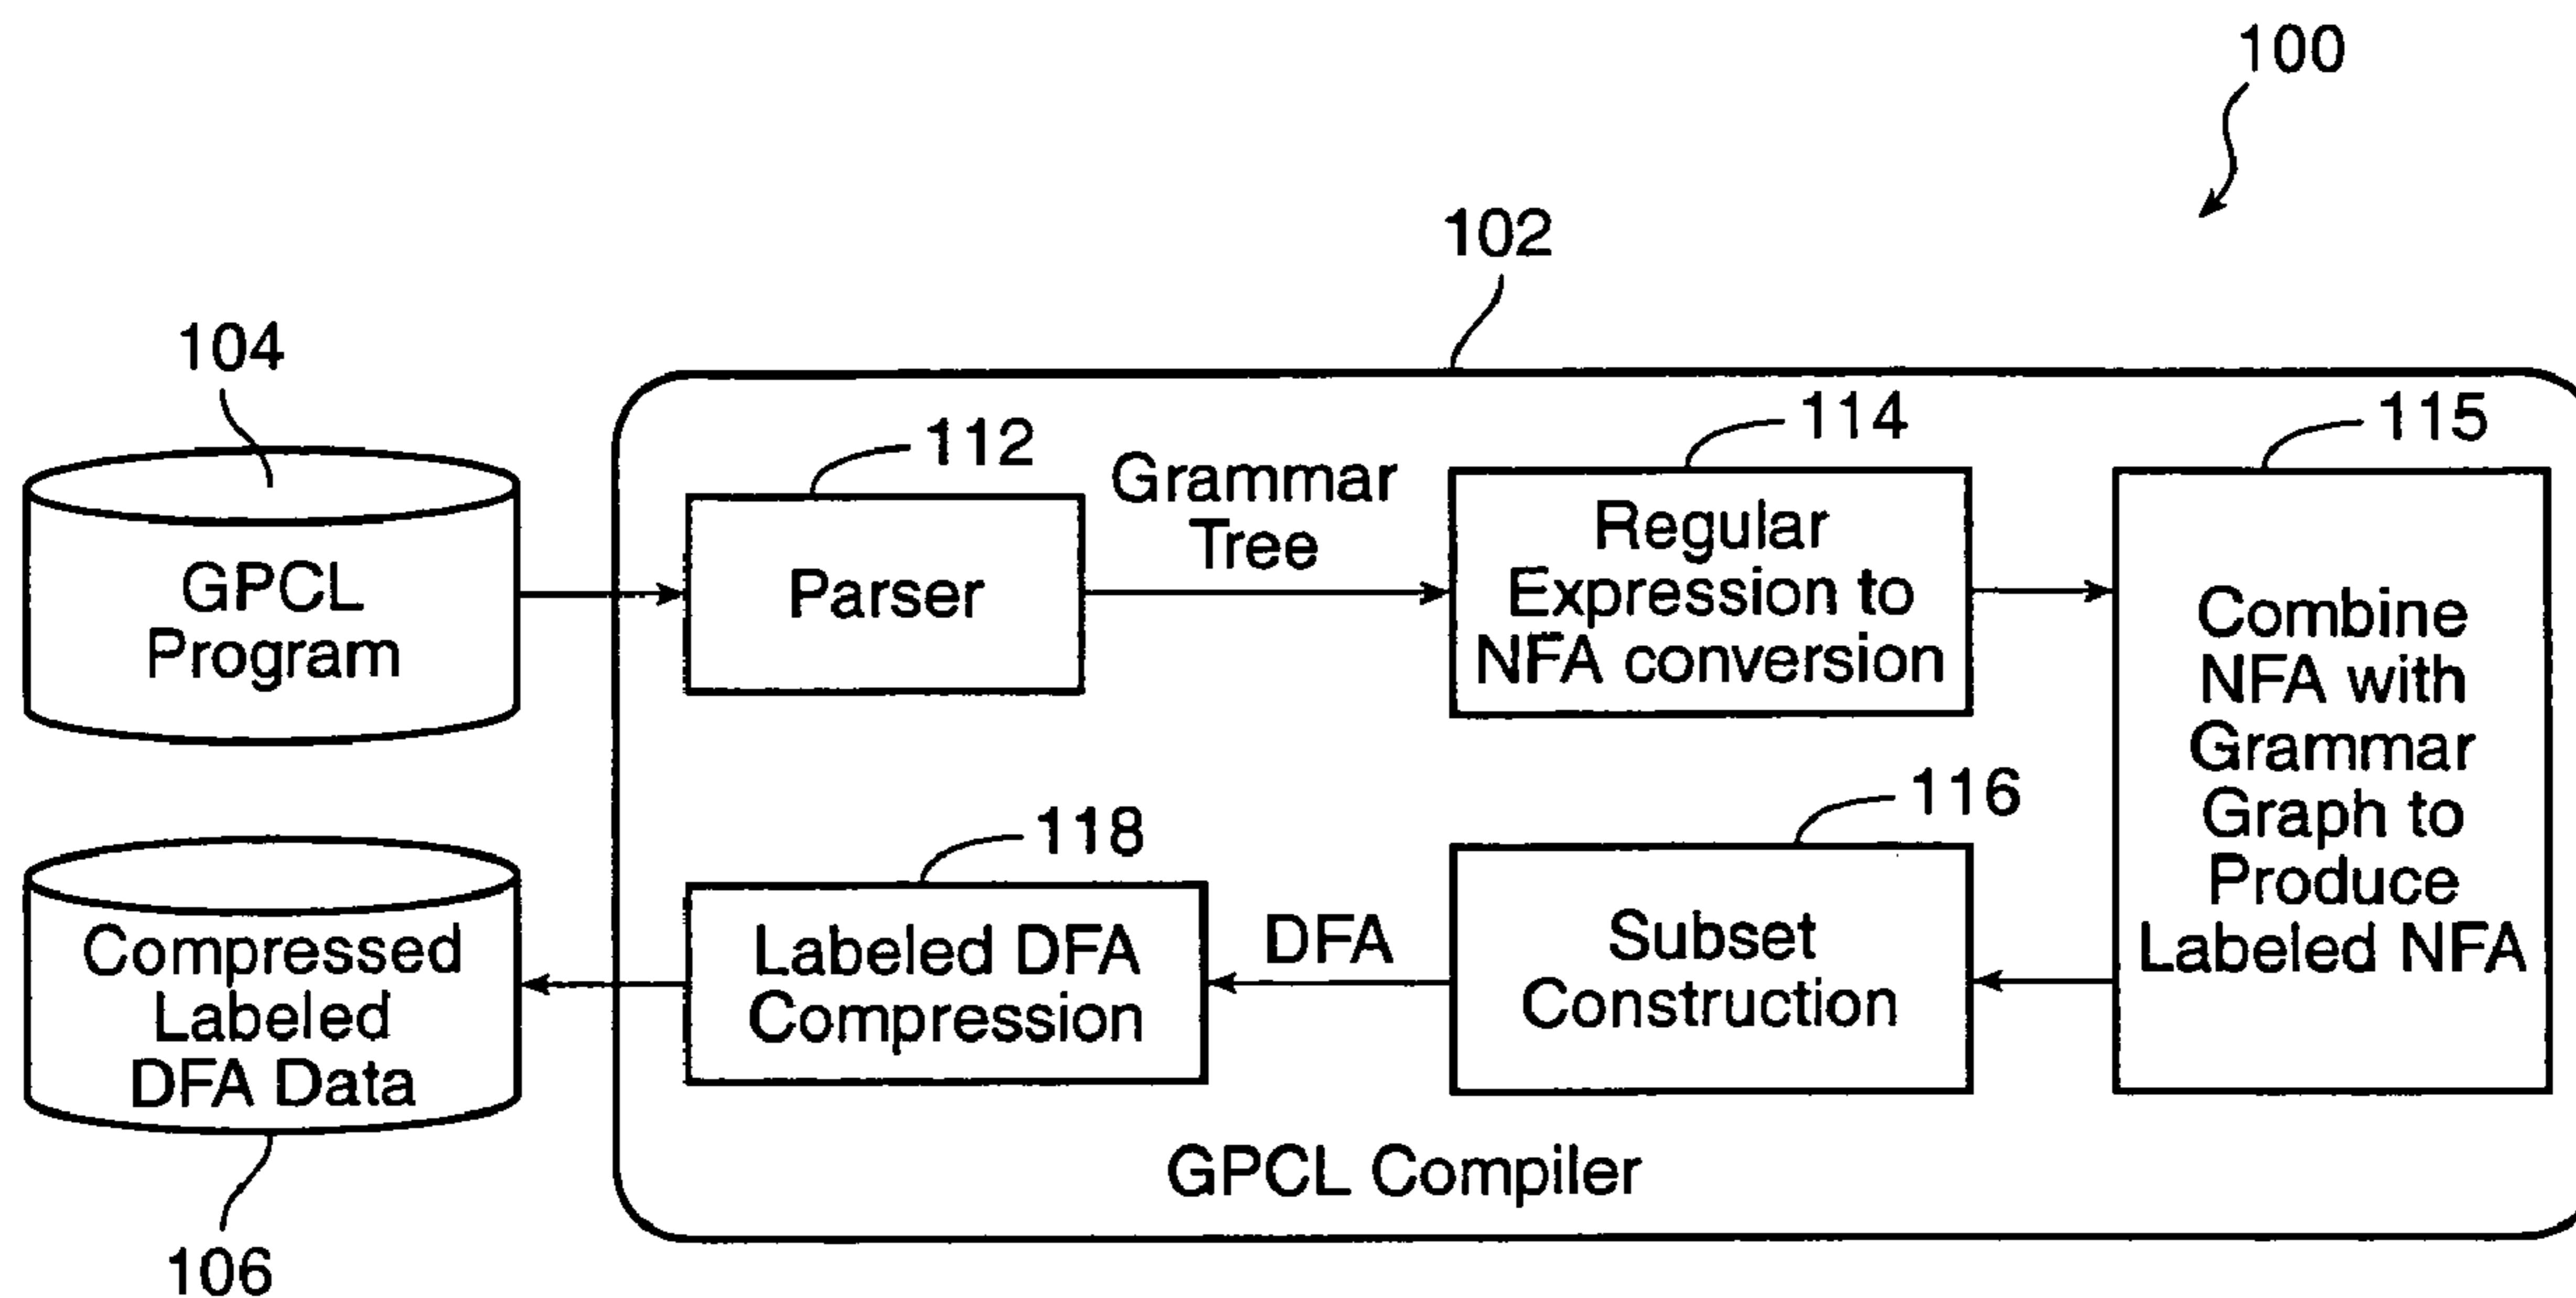 100
102
104
GPCL
Program
112
Parser
Grammar
Tree
114
Regular
Expression to
NFA conversion
115
Combine
NFA with
Grammar
Graph to
Produce
Labeled NFA
116
Subset
Construction
DFA
118
Labeled DFA
Compression
Compressed
Labeled
DFA Data
106
GPCL Compiler